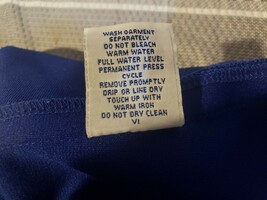 WASH GARMENT
SEPARATELY
DO NOT BLEACH
WARM WATER
FULL WATER LEVEL
PERMANENT PRESS
CYCLE
REMOVE PROMPTLY
DRIP OR LINE DRY
TOUCH UP WITH
WARM IRON
DO NOT DRY CLEAN
VI